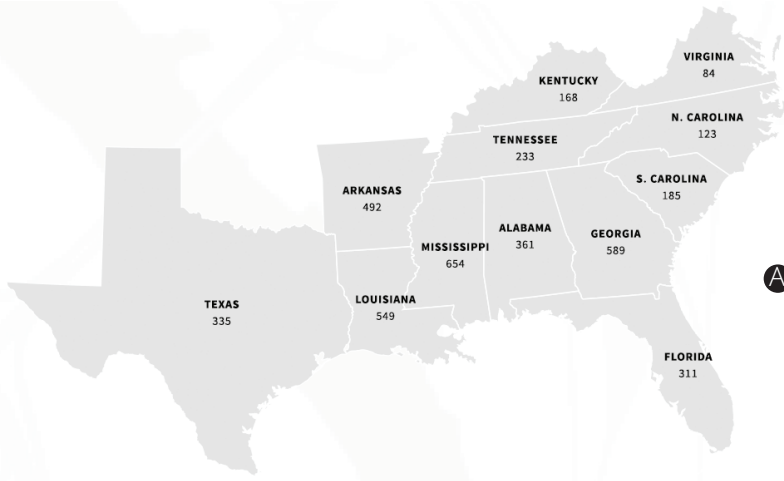 VIRGINIA
84
KENTUCKY
168
N. CAROLINA
123
TENNESSEE
233
S. CAROLINA
185
ARKANSAS
492
ALABAMA
361
GEORGIA
589
MISSISSIPPI
654
TEXAS
335
LOUISIANA
549
FLORIDA
311
A